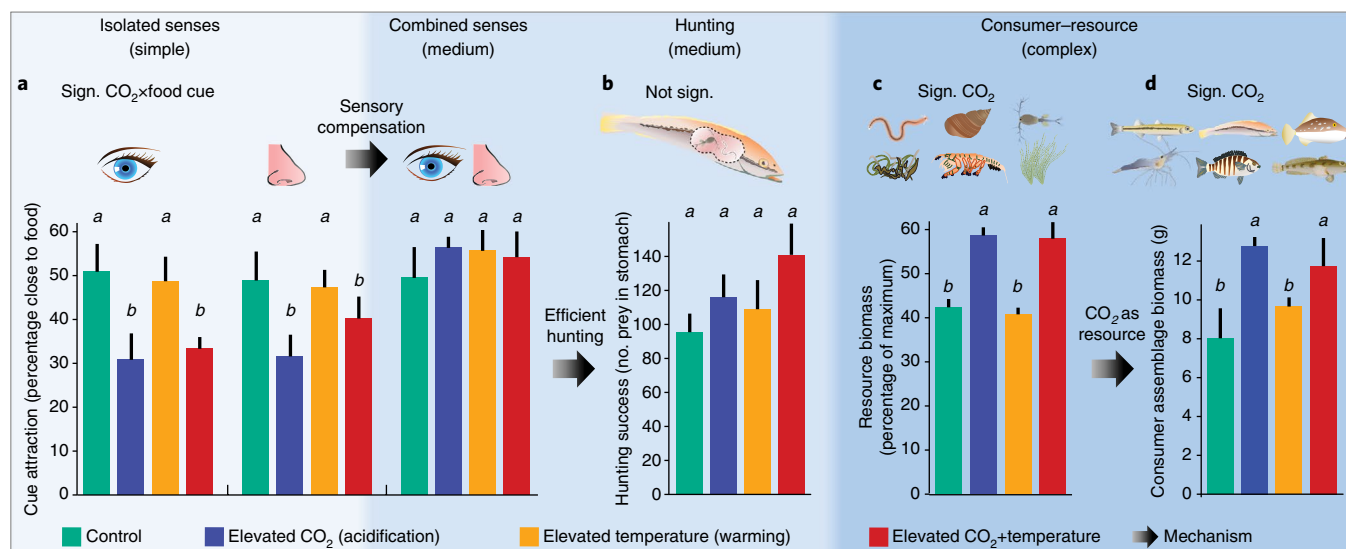 Isolated senses
(simple)
Combined senses
(medium)
Hunting
(medium)
Consumer–resource
(complex)
a
Sign. CO₂×food cue
Sensory
compensation
b
Not sign.
c
Sign. CO₂
d
Sign. CO₂
Cue attraction (percentage close to food)
60
50
40
30
20
10
0
a
b
a
b
a
b
a
b
a
a
a
a
Efficient
hunting
Hunting success (no. prey in stomach)
140
120
100
80
60
40
20
0
a
a
a
a
Resource biomass
(percentage of maximum)
60
50
40
30
20
10
0
b
a
b
a
CO₂ as
resource
Consumer assemblage biomass (g)
12
10
8
6
4
2
0
b
a
b
a
Control
Elevated CO₂ (acidification)
Elevated temperature (warming)
Elevated CO₂+temperature
Mechanism